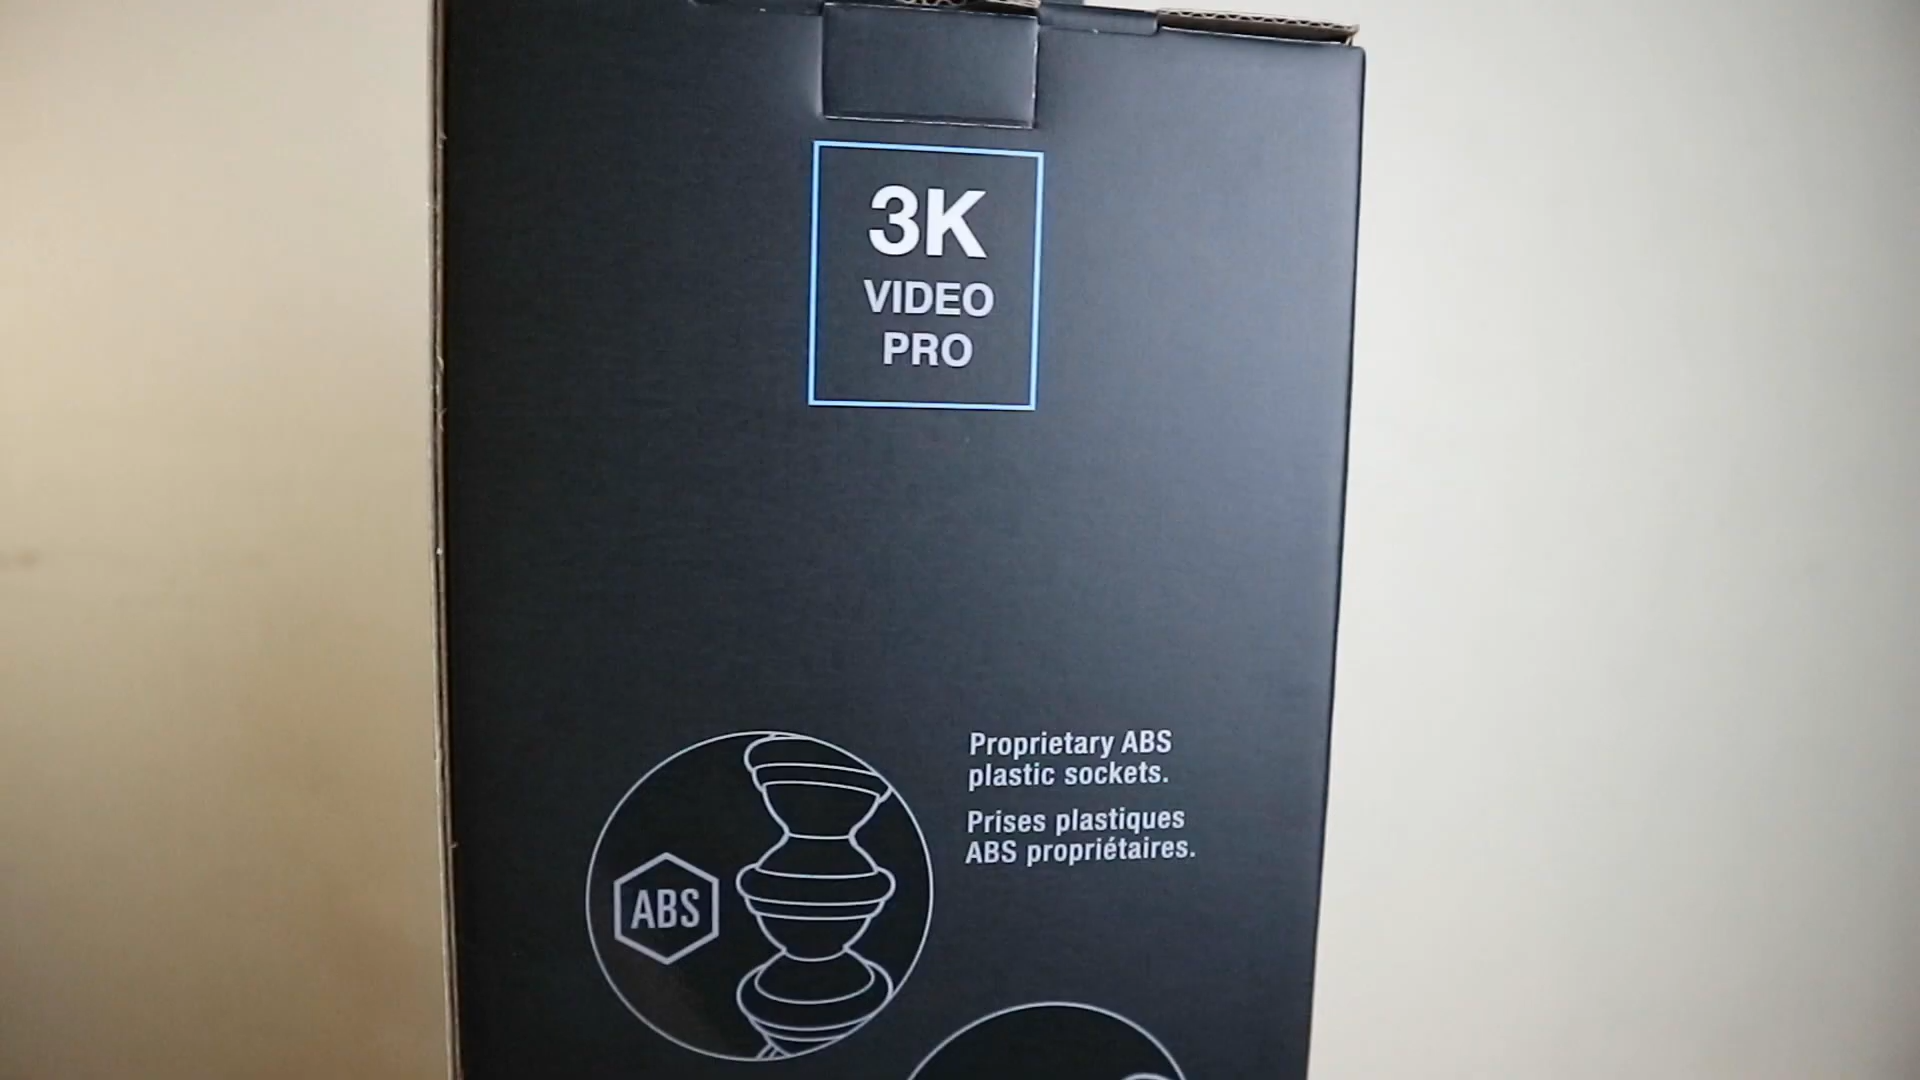 3K
VIDEO
PRO
Proprietary ABS
plastic sockets.
Prises plastiques
ABS propriétaires.
ABS